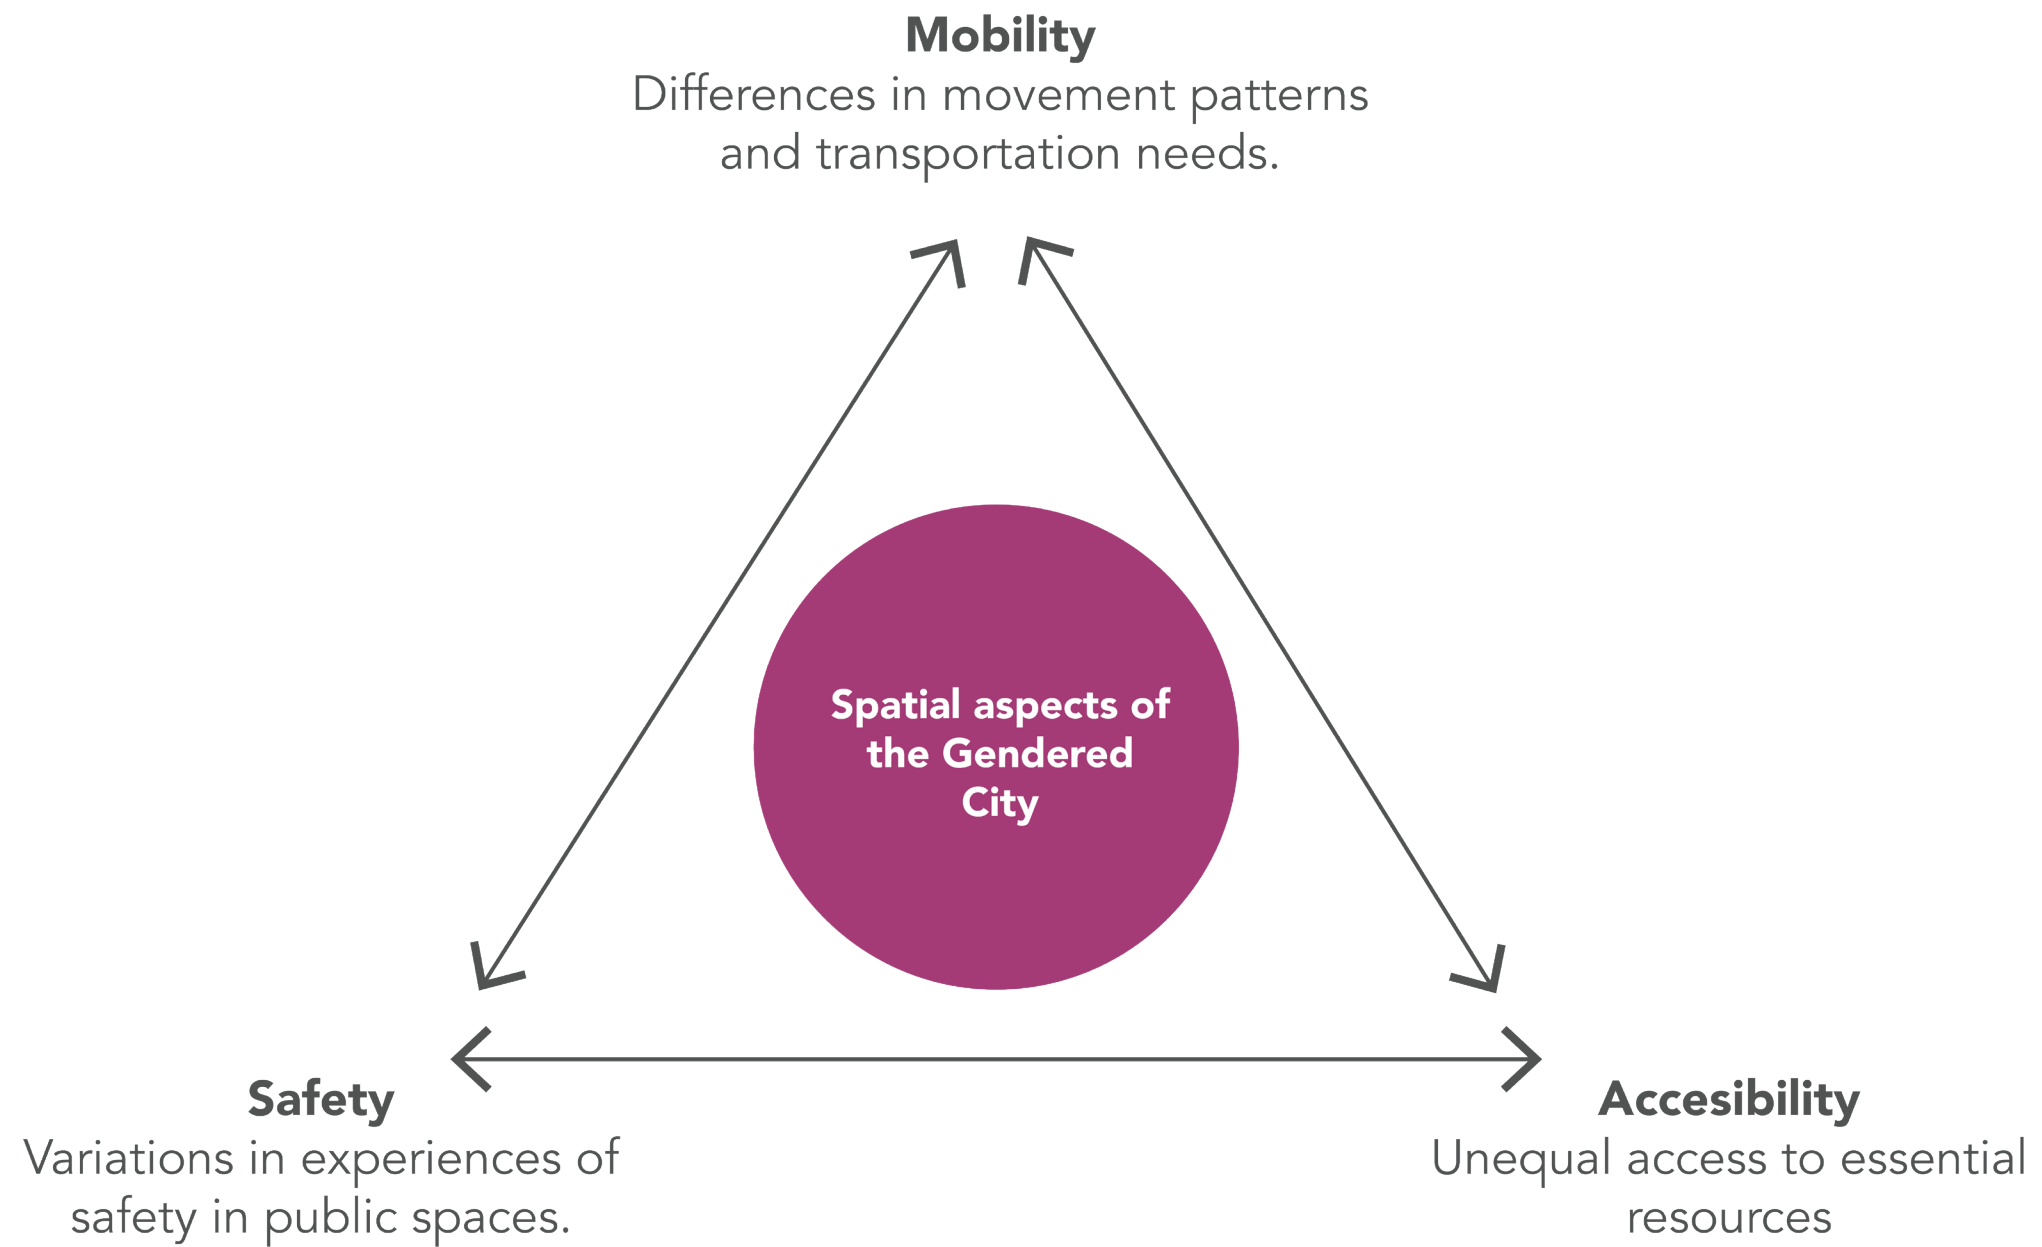 Mobility
Differences in movement patterns
and transportation needs.
Spatial aspects of
the Gendered
City
Safety
Variations in experiences of
safety in public spaces.
Accesibility
Unequal access to essential
resources